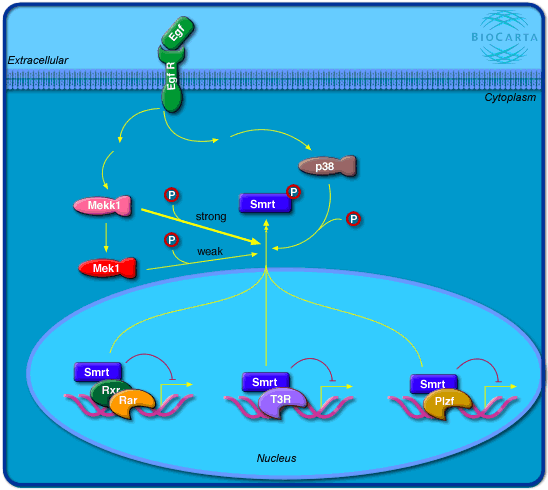 Egf
BIOCARTA
Extracellular
Egf R
Cytoplasm
p38
P
P
Mekk1
Smrt
strong
P
P
weak
Mek1
Smrt
Rxr
Rar
Smrt
T3R
Smrt
Plzf
Nucleus